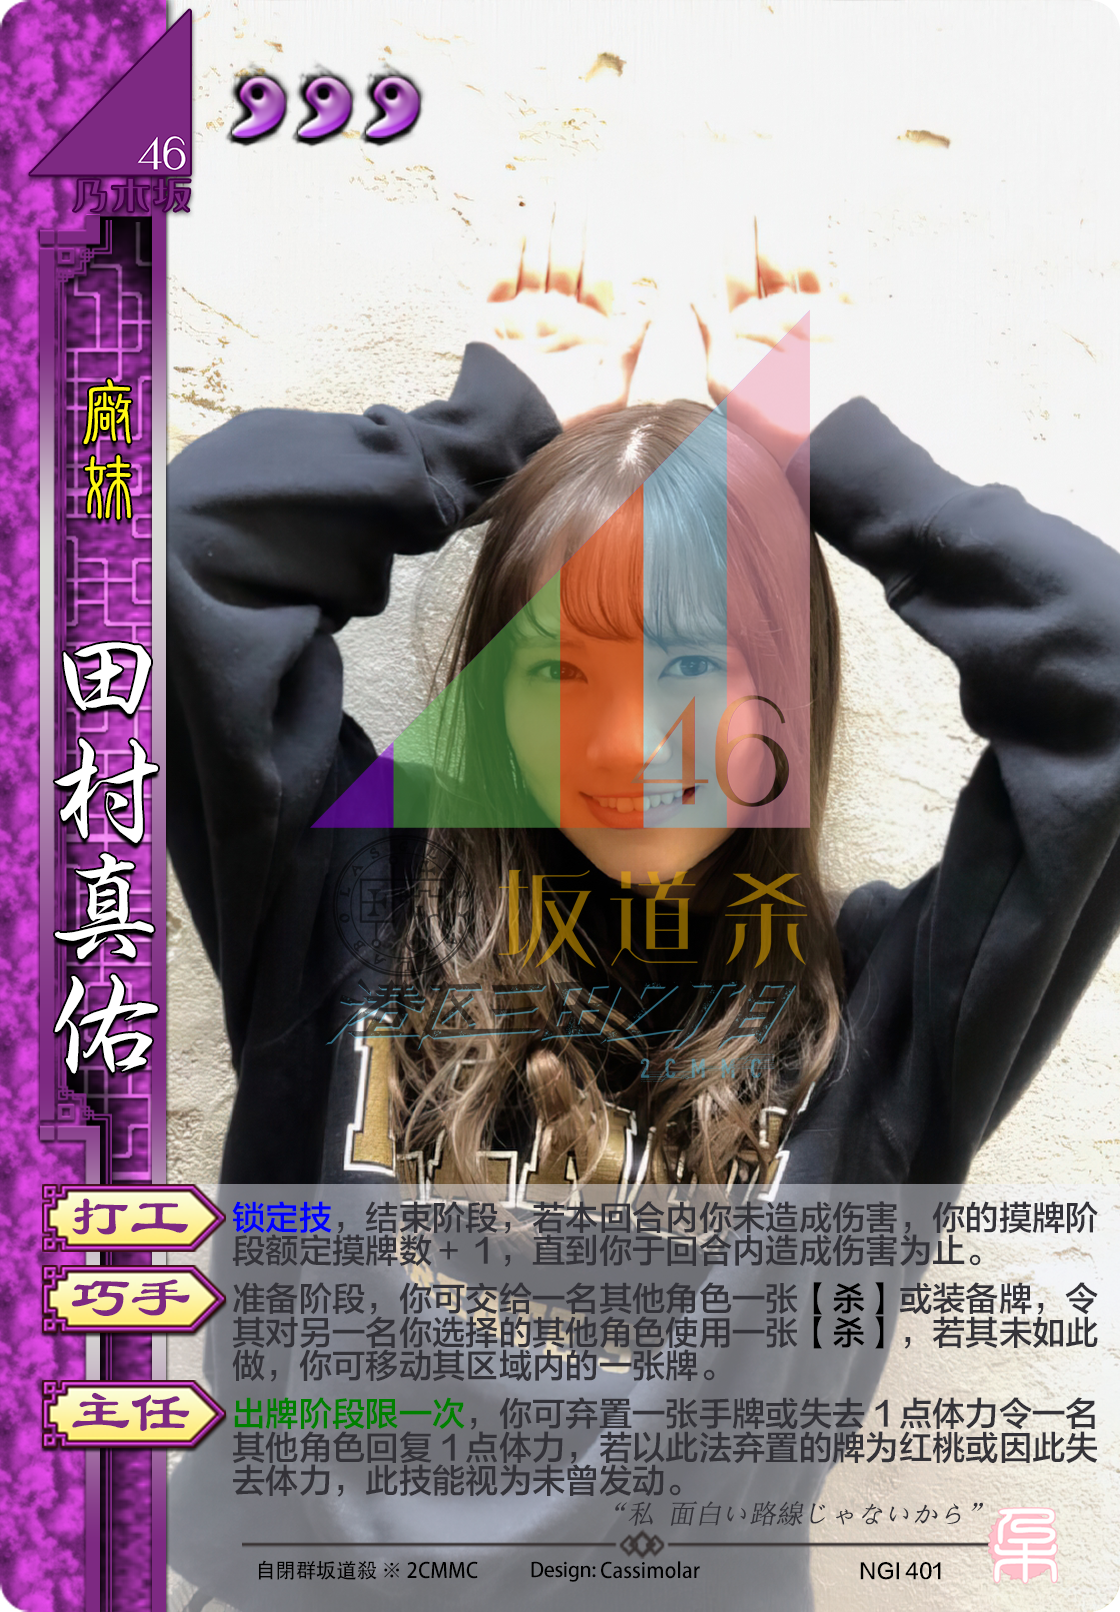 46
乃木坂
廠妹
田村真佑
46
坂道杀
港区三田乙女组
2CMMC
打工
锁定技，结束阶段，若本回合内你未造成伤害，你的摸牌阶
段额定摸牌数＋１，直到你于回合内造成伤害为止。
巧手
准备阶段，你可交给一名其他角色一张【杀】或装备牌，令
其对另一名你选择的其他角色使用一张【杀】，若其未如此
做，你可移动其区域内的一张牌。
主任
出牌阶段限一次，你可弃置一张手牌或失去１点体力令一名
其他角色回复１点体力，若以此法弃置的牌为红桃或因此失
去体力，此技能视为未曾发动。
“私 面白い路線じゃないから”
自閉群坂道殺 ※ 2CMMC
Design: Cassimolar
NGI 401